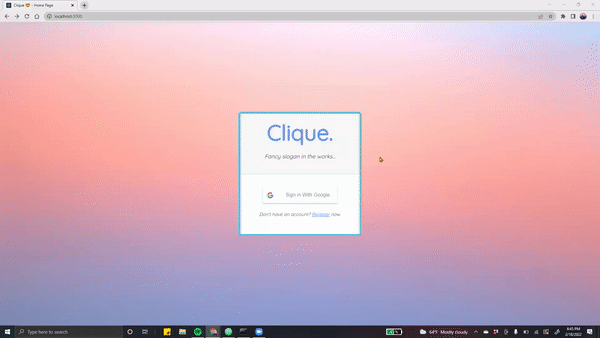 Clique 😍 - Home Page
localhost:3000
Clique.
Fancy slogan in the works...
Sign in With Google
Don't have an account? Register now.
Type here to search
64°F Mostly cloudy
8:45 PM
2/18/2022